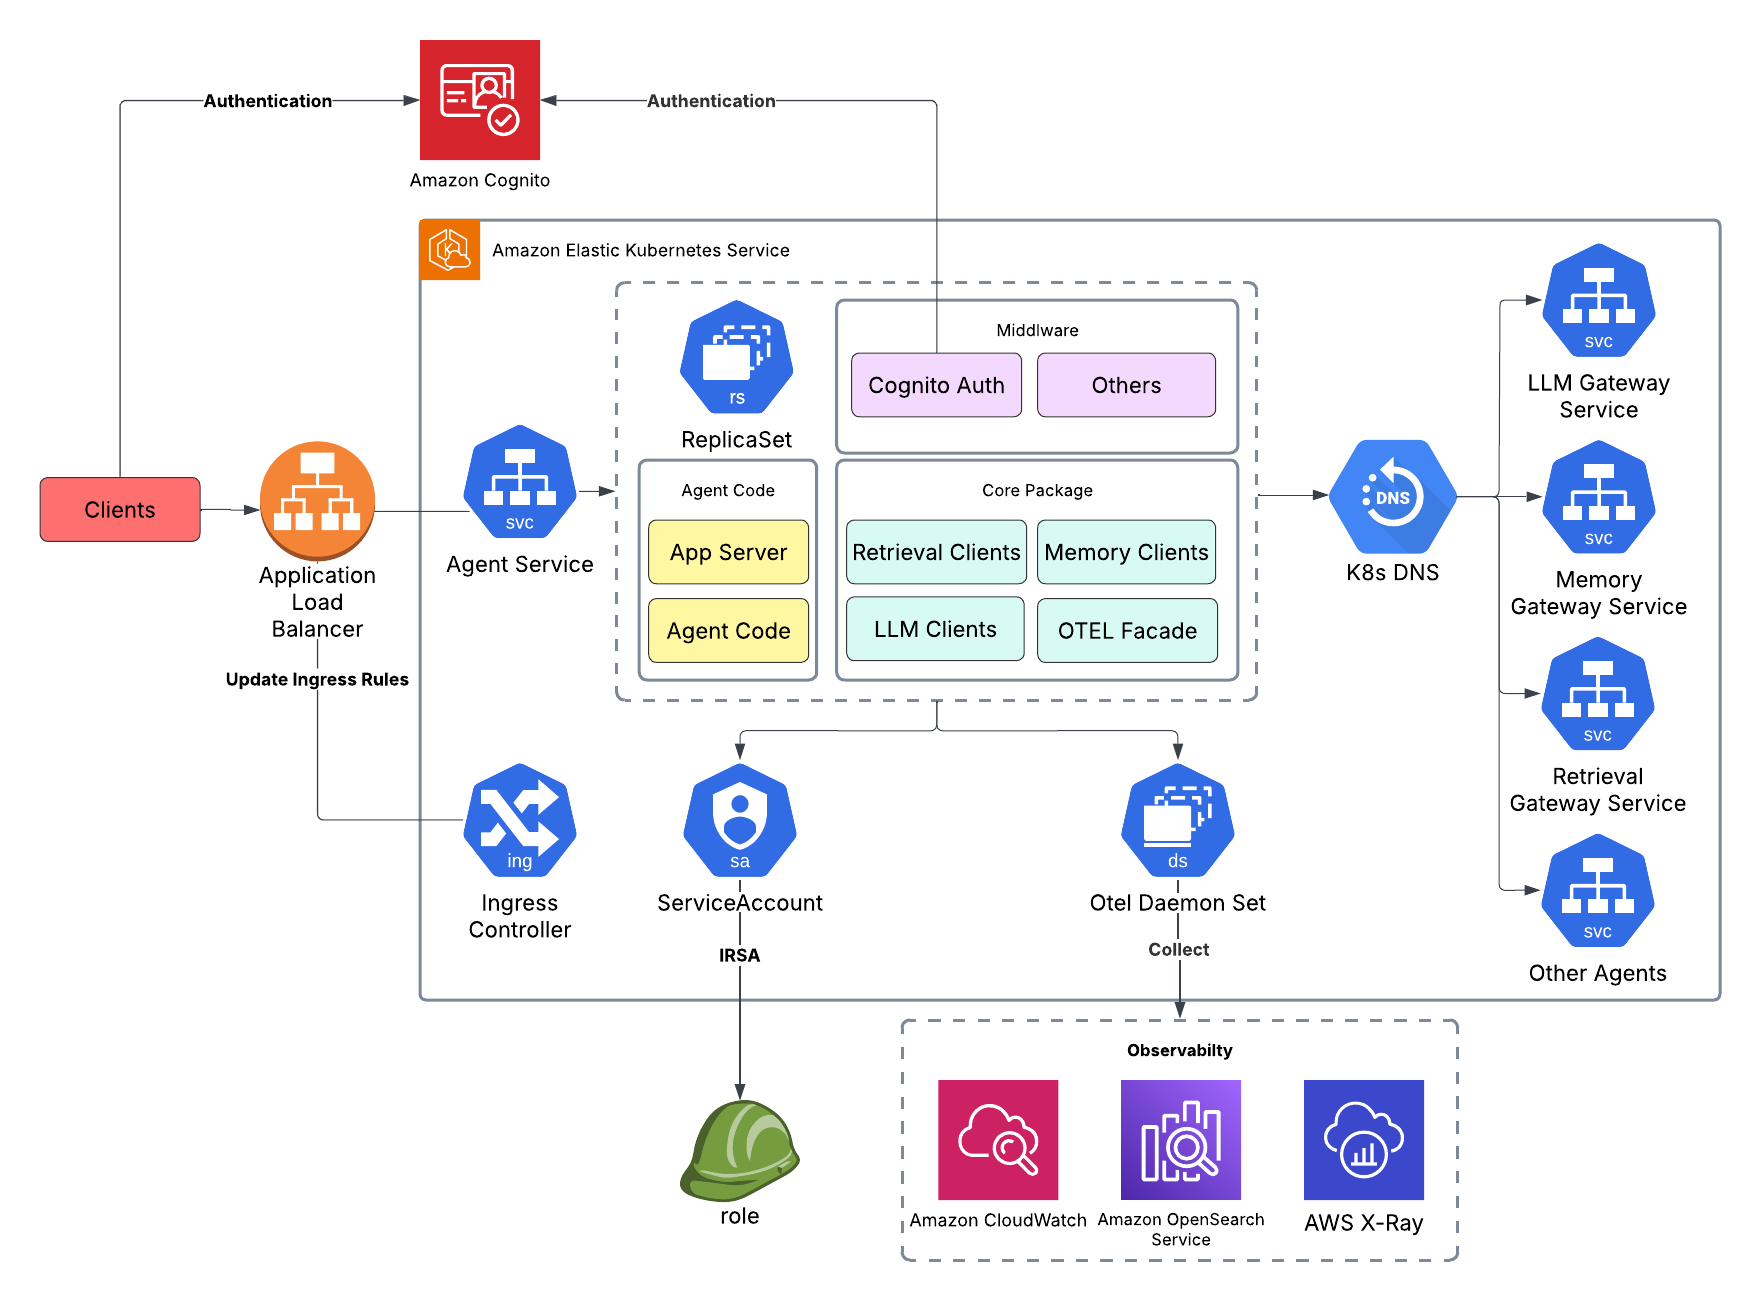 Authentication
Authentication
Amazon Cognito
Amazon Elastic Kubernetes Service
Middlware
Cognito Auth
Others
rs
ReplicaSet
svc
LLM Gateway
Service
Clients
Application
Load
Balancer
Update Ingress Rules
svc
Agent Service
Agent Code
App Server
Agent Code
Core Package
Retrieval Clients
Memory Clients
LLM Clients
OTEL Facade
DNS
K8s DNS
svc
Memory
Gateway Service
svc
Retrieval
Gateway Service
svc
Other Agents
ing
Ingress
Controller
sa
ServiceAccount
IRSA
ds
Otel Daemon Set
Collect
role
Observabilty
Amazon CloudWatch
Amazon OpenSearch
Service
AWS X-Ray